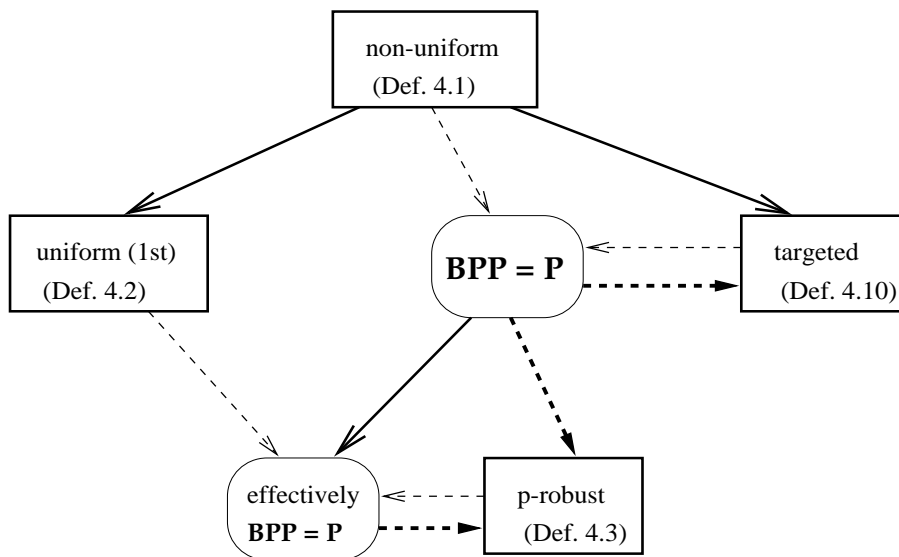 non-uniform
(Def. 4.1)
uniform (1st)
(Def. 4.2)
BPP = P
targeted
(Def. 4.10)
effectively
BPP = P
p-robust
(Def. 4.3)